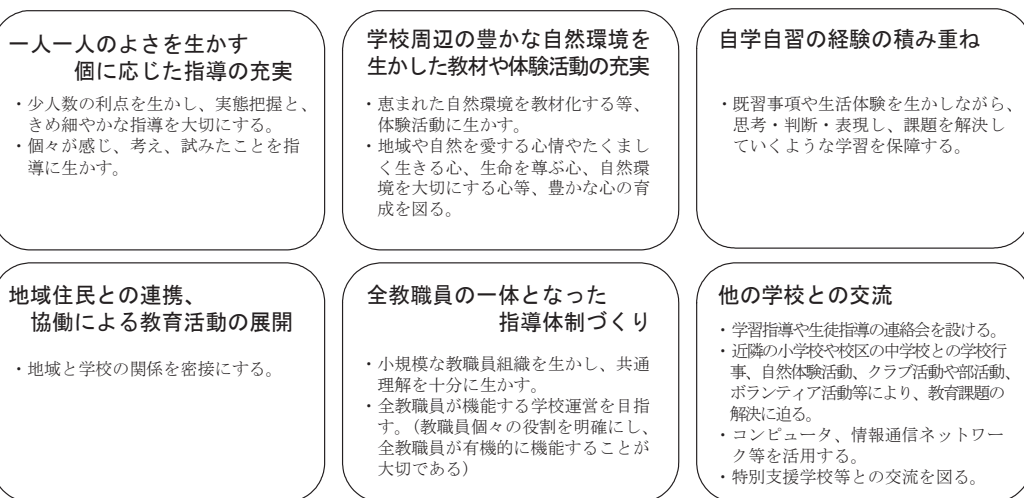 一人一人のよさを生かす
個に応じた指導の充実
・少人数の利点を生かし、実態把握と、
きめ細やかな指導を大切にする。
・個々が感じ、考え、試みたことを指
導に生かす。
学校周辺の豊かな自然環境を
生かした教材や体験活動の充実
・恵まれた自然環境を教材化する等、
体験活動に生かす。
・地域や自然を愛する心情やたくまし
く生きる心、生命を尊ぶ心、自然環
境を大切にする心等、豊かな心の育
成を図る。
自学自習の経験の積み重ね
・既習事項や生活体験を生かしながら、
思考・判断・表現し、課題を解決し
ていくような学習を保障する。
地域住民との連携、
協働による教育活動の展開
・地域と学校の関係を密接にする。
全教職員の一体となった
指導体制づくり
・小規模な教職員組織を生かし、共通
理解を十分に生かす。
・全教職員が機能する学校運営を目指
す。（教職員個々の役割を明確にし、
全教職員が有機的に機能することが
大切である）
他の学校との交流
・学習指導や生徒指導の連絡会を設ける。
・近隣の小学校や校区の中学校との学校行
事、自然体験活動、クラブ活動や部活動、
ボランティア活動等により、教育課題の
解決に迫る。
・コンピュータ、情報通信ネットワー
ク等を活用する。
・特別支援学校等との交流を図る。